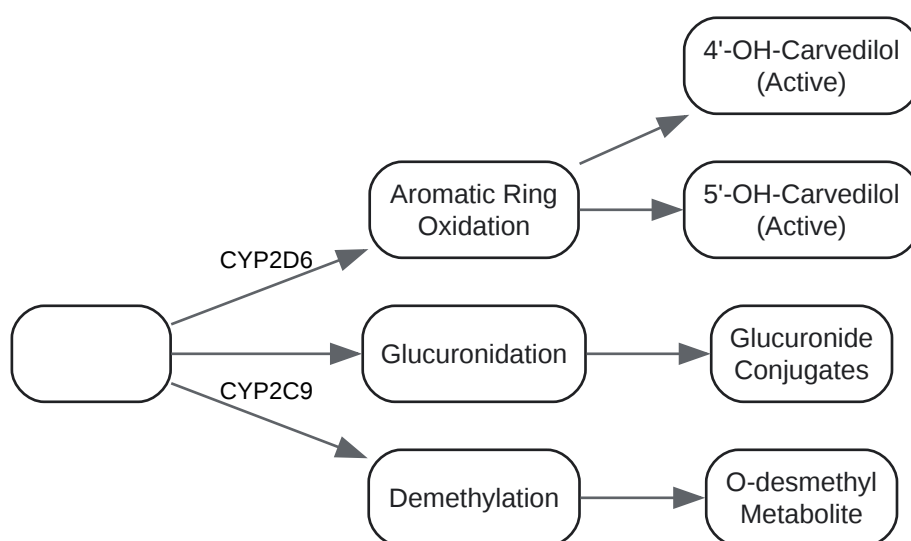 4'-OH-Carvedilol
(Active)
Aromatic Ring
Oxidation
5'-OH-Carvedilol
(Active)
CYP2D6
Glucuronidation
Glucuronide
Conjugates
CYP2C9
Demethylation
O-desmethyl
Metabolite